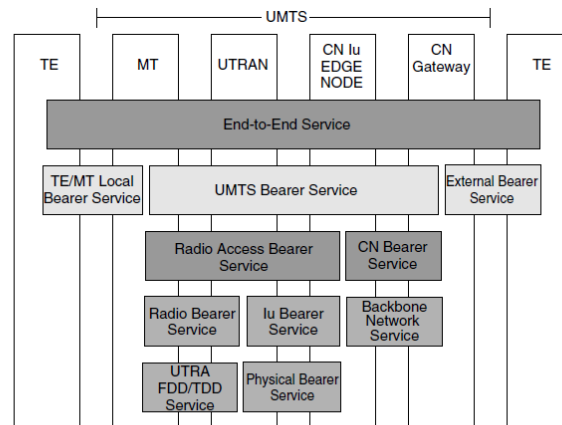 UMTS
TE
MT
UTRAN
CN Iu
EDGE
NODE
CN
Gateway
TE
End-to-End Service
TE/MT Local
Bearer Service
UMTS Bearer Service
External Bearer
Service
Radio Access Bearer
Service
CN Bearer
Service
Radio Bearer
Service
Iu Bearer
Service
Backbone
Network
Service
UTRA
FDD/TDD
Service
Physical Bearer
Service